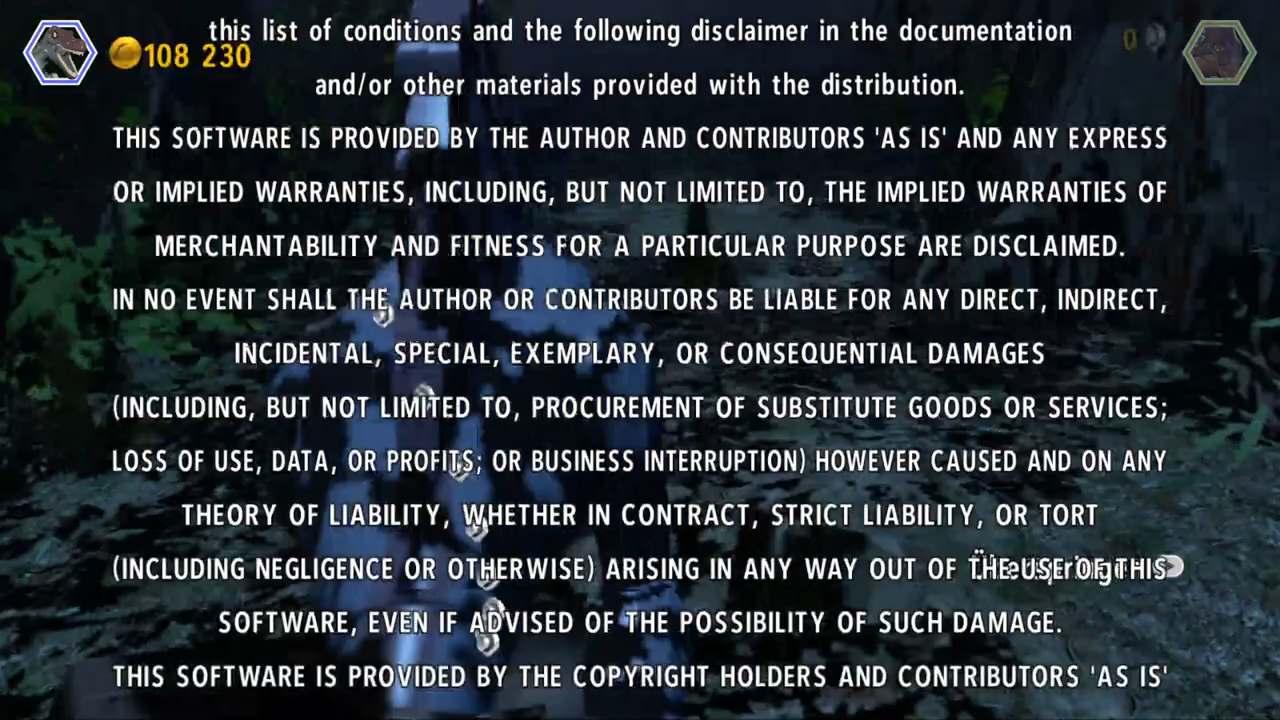 this list of conditions and the following disclaimer in the documentation
108 230
0
and/or other materials provided with the distribution.
THIS SOFTWARE IS PROVIDED BY THE AUTHOR AND CONTRIBUTORS 'AS IS' AND ANY EXPRESS
OR IMPLIED WARRANTIES, INCLUDING, BUT NOT LIMITED TO, THE IMPLIED WARRANTIES OF
MERCHANTABILITY AND FITNESS FOR A PARTICULAR PURPOSE ARE DISCLAIMED.
IN NO EVENT SHALL THE AUTHOR OR CONTRIBUTORS BE LIABLE FOR ANY DIRECT, INDIRECT,
INCIDENTAL, SPECIAL, EXEMPLARY, OR CONSEQUENTIAL DAMAGES
(INCLUDING, BUT NOT LIMITED TO, PROCUREMENT OF SUBSTITUTE GOODS OR SERVICES;
LOSS OF USE, DATA, OR PROFITS; OR BUSINESS INTERRUPTION) HOWEVER CAUSED AND ON ANY
THEORY OF LIABILITY, WHETHER IN CONTRACT, STRICT LIABILITY, OR TORT
(INCLUDING NEGLIGENCE OR OTHERWISE) ARISING IN ANY WAY OUT OF THE USE OF THIS
SOFTWARE, EVEN IF ADVISED OF THE POSSIBILITY OF SUCH DAMAGE.
THIS SOFTWARE IS PROVIDED BY THE COPYRIGHT HOLDERS AND CONTRIBUTORS 'AS IS'